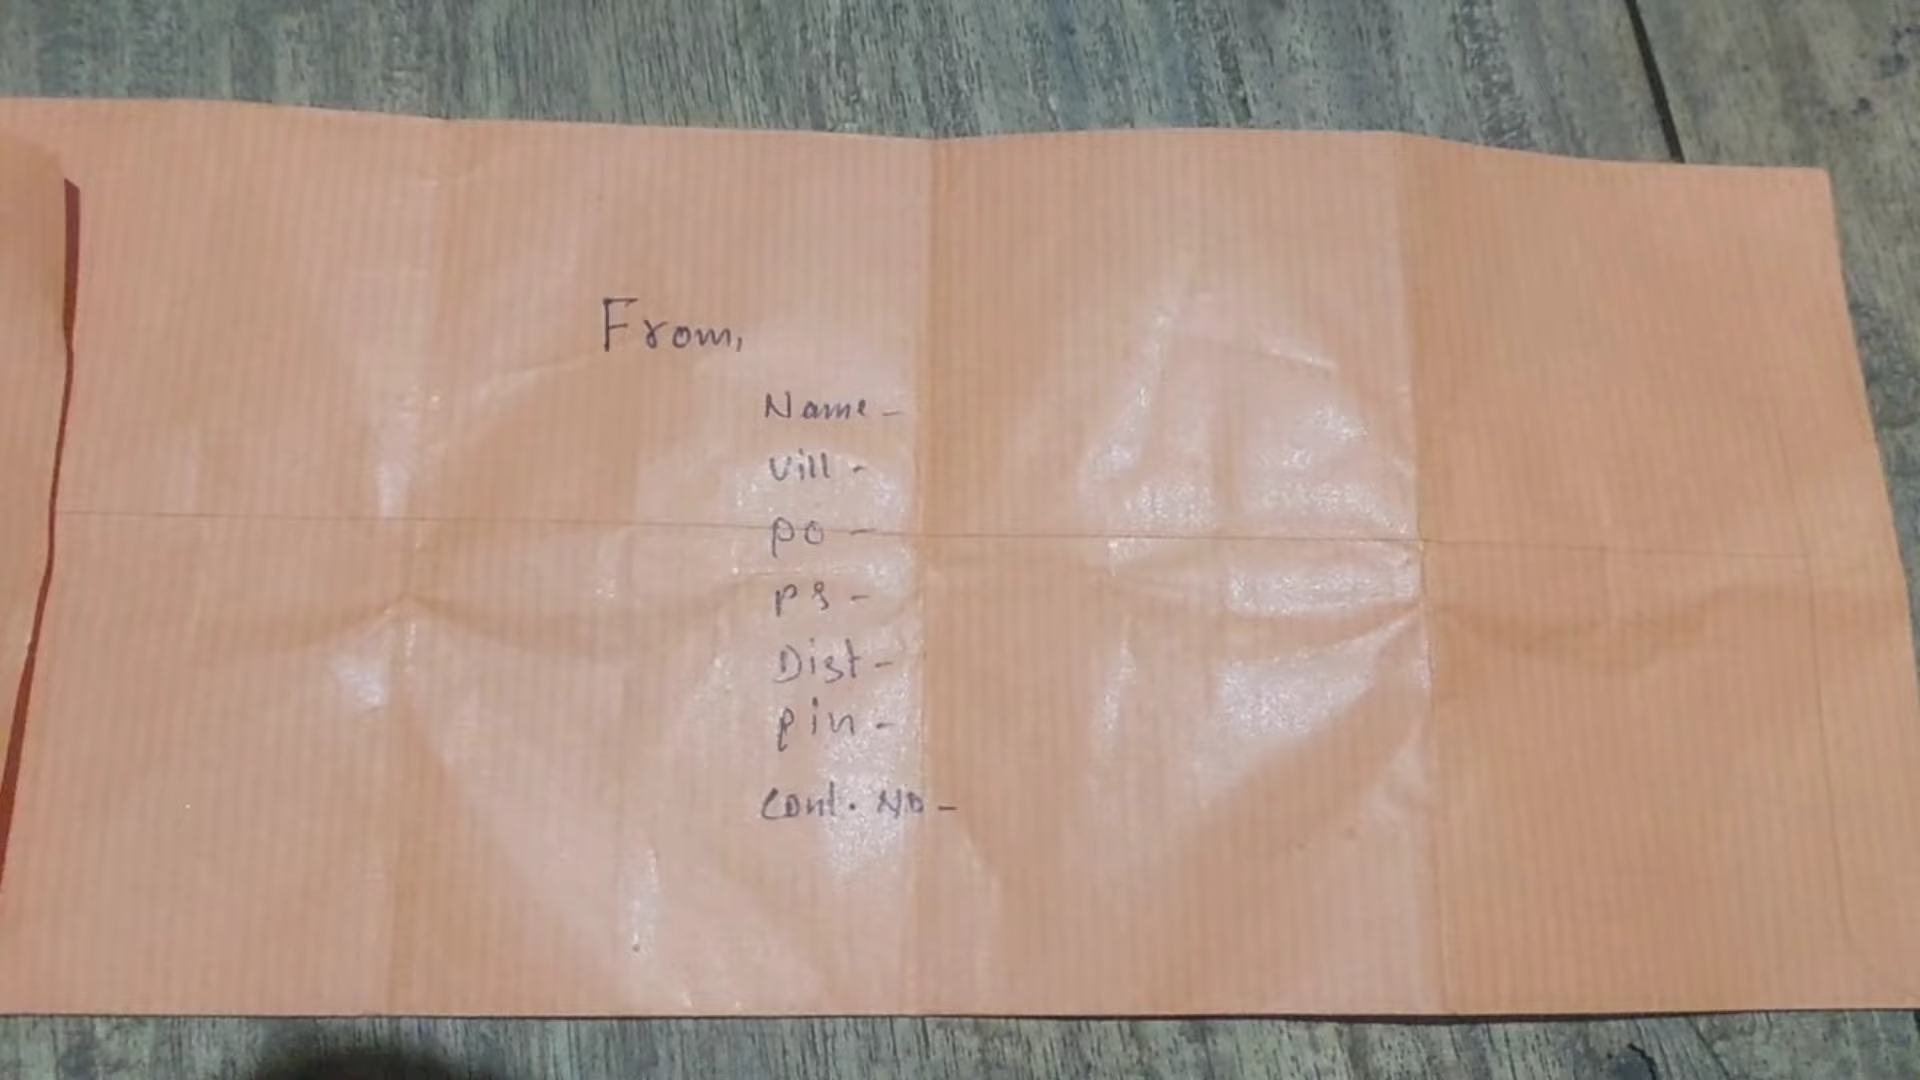 From,
Name -
Vill -
po -
ps -
Dist -
pin -
Cont. No -